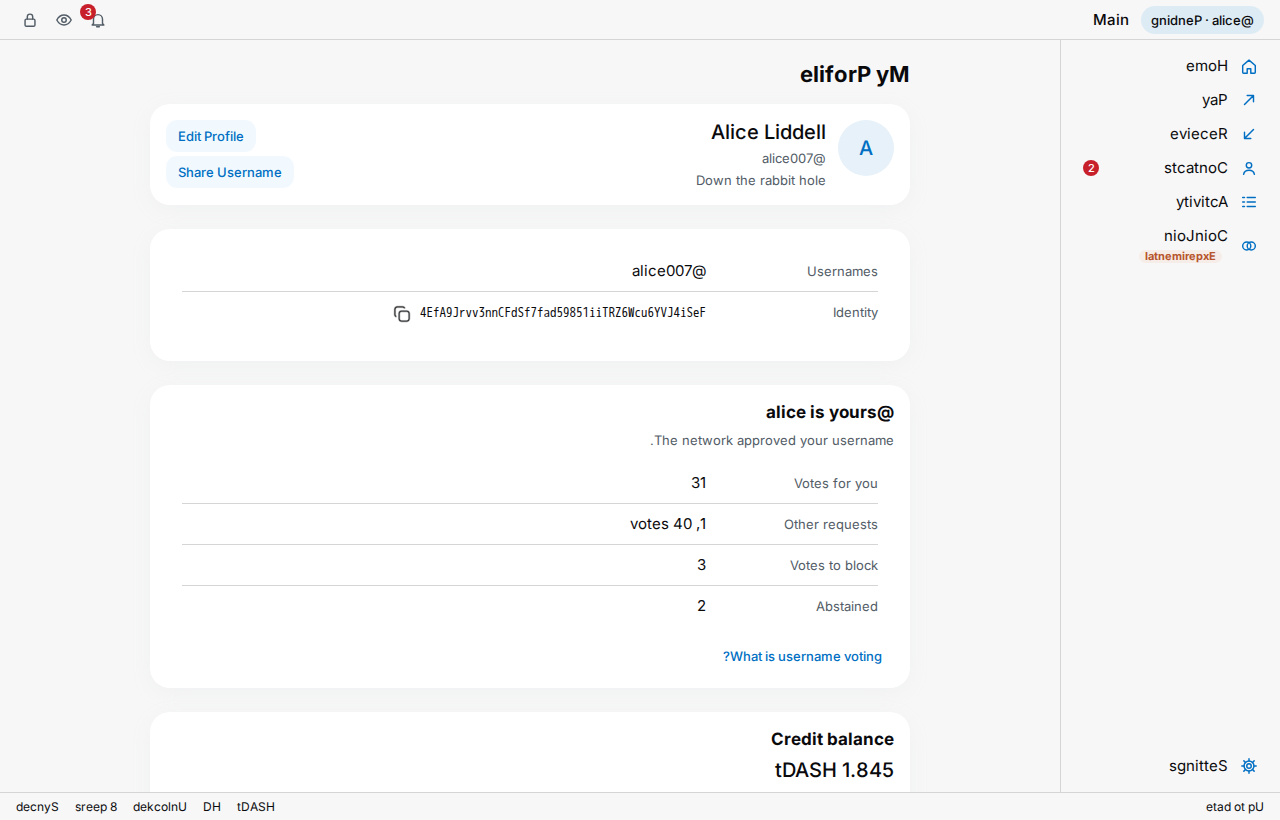 3
Main
gnidneP · alice@
emoH
yaP
evieceR
stcatnoC
2
ytivitcA
nioJnioC
latnemirepxE
sgnitteS
eliforP yM
Edit Profile
Share Username
A
Alice Liddell
alice007@
Down the rabbit hole
Usernames
alice007@
Identity
4EfA9Jrvv3nnCFdSf7fad59851iiTRZ6Wcu6YVJ4iSeF
alice is yours@
.The network approved your username
Votes for you
31
Other requests
votes 40 ,1
Votes to block
3
Abstained
2
?What is username voting
Credit balance
tDASH 1.845
decnyS
sreep 8
dekcolnU
DH
tDASH
etad ot pU